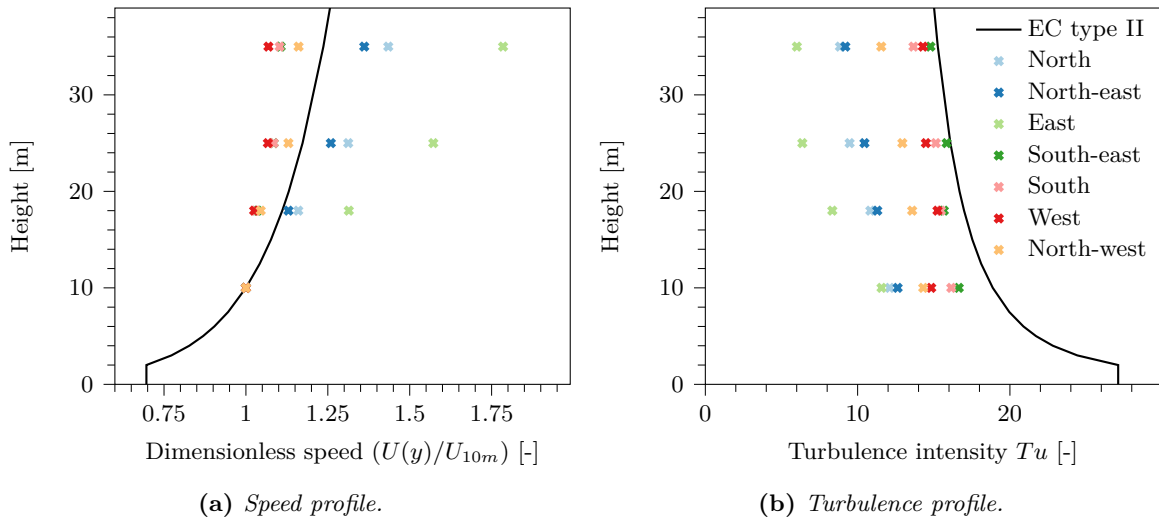 30
20
10
0
Height [m]
0.75 1 1.25 1.5 1.75
Dimensionless speed (U(y)/U10m) [-]
(a) Speed profile.
30
20
10
0
Height [m]
0 10 20
Turbulence intensity Tu [-]
(b) Turbulence profile.
EC type II
North
North-east
East
South-east
South
West
North-west